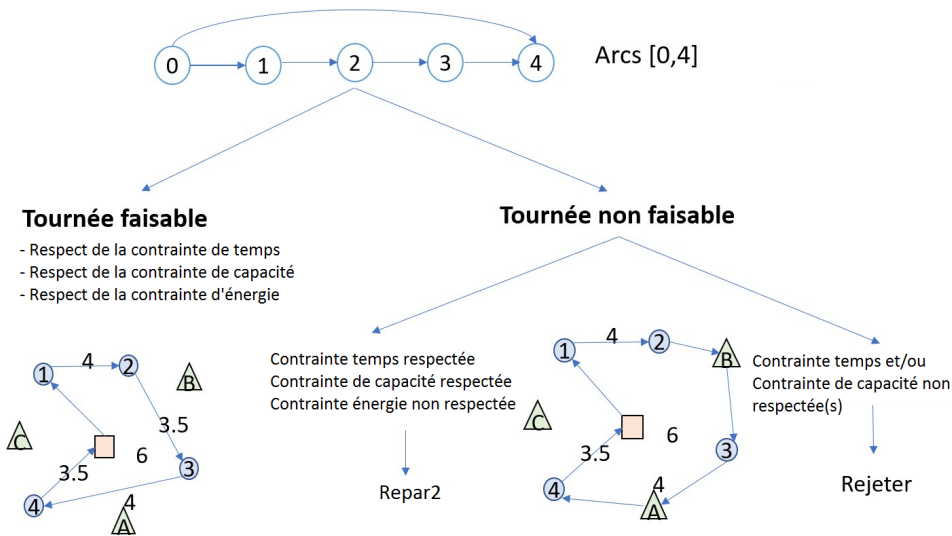 0 1 2 3 4
Arcs [0,4]
Tournée faisable
- Respect de la contrainte de temps
- Respect de la contrainte de capacité
- Respect de la contrainte d'énergie
Tournée non faisable
Contrainte temps respectée
Contrainte de capacité respectée
Contrainte énergie non respectée
Repar2
Contrainte temps et/ou
Contrainte de capacité non
respectée(s)
Rejeter
4
1 2
B
3.5
C
6
3.5
3
4
4
A
4
1 2
B
C
6
3
3.5
4
4
A